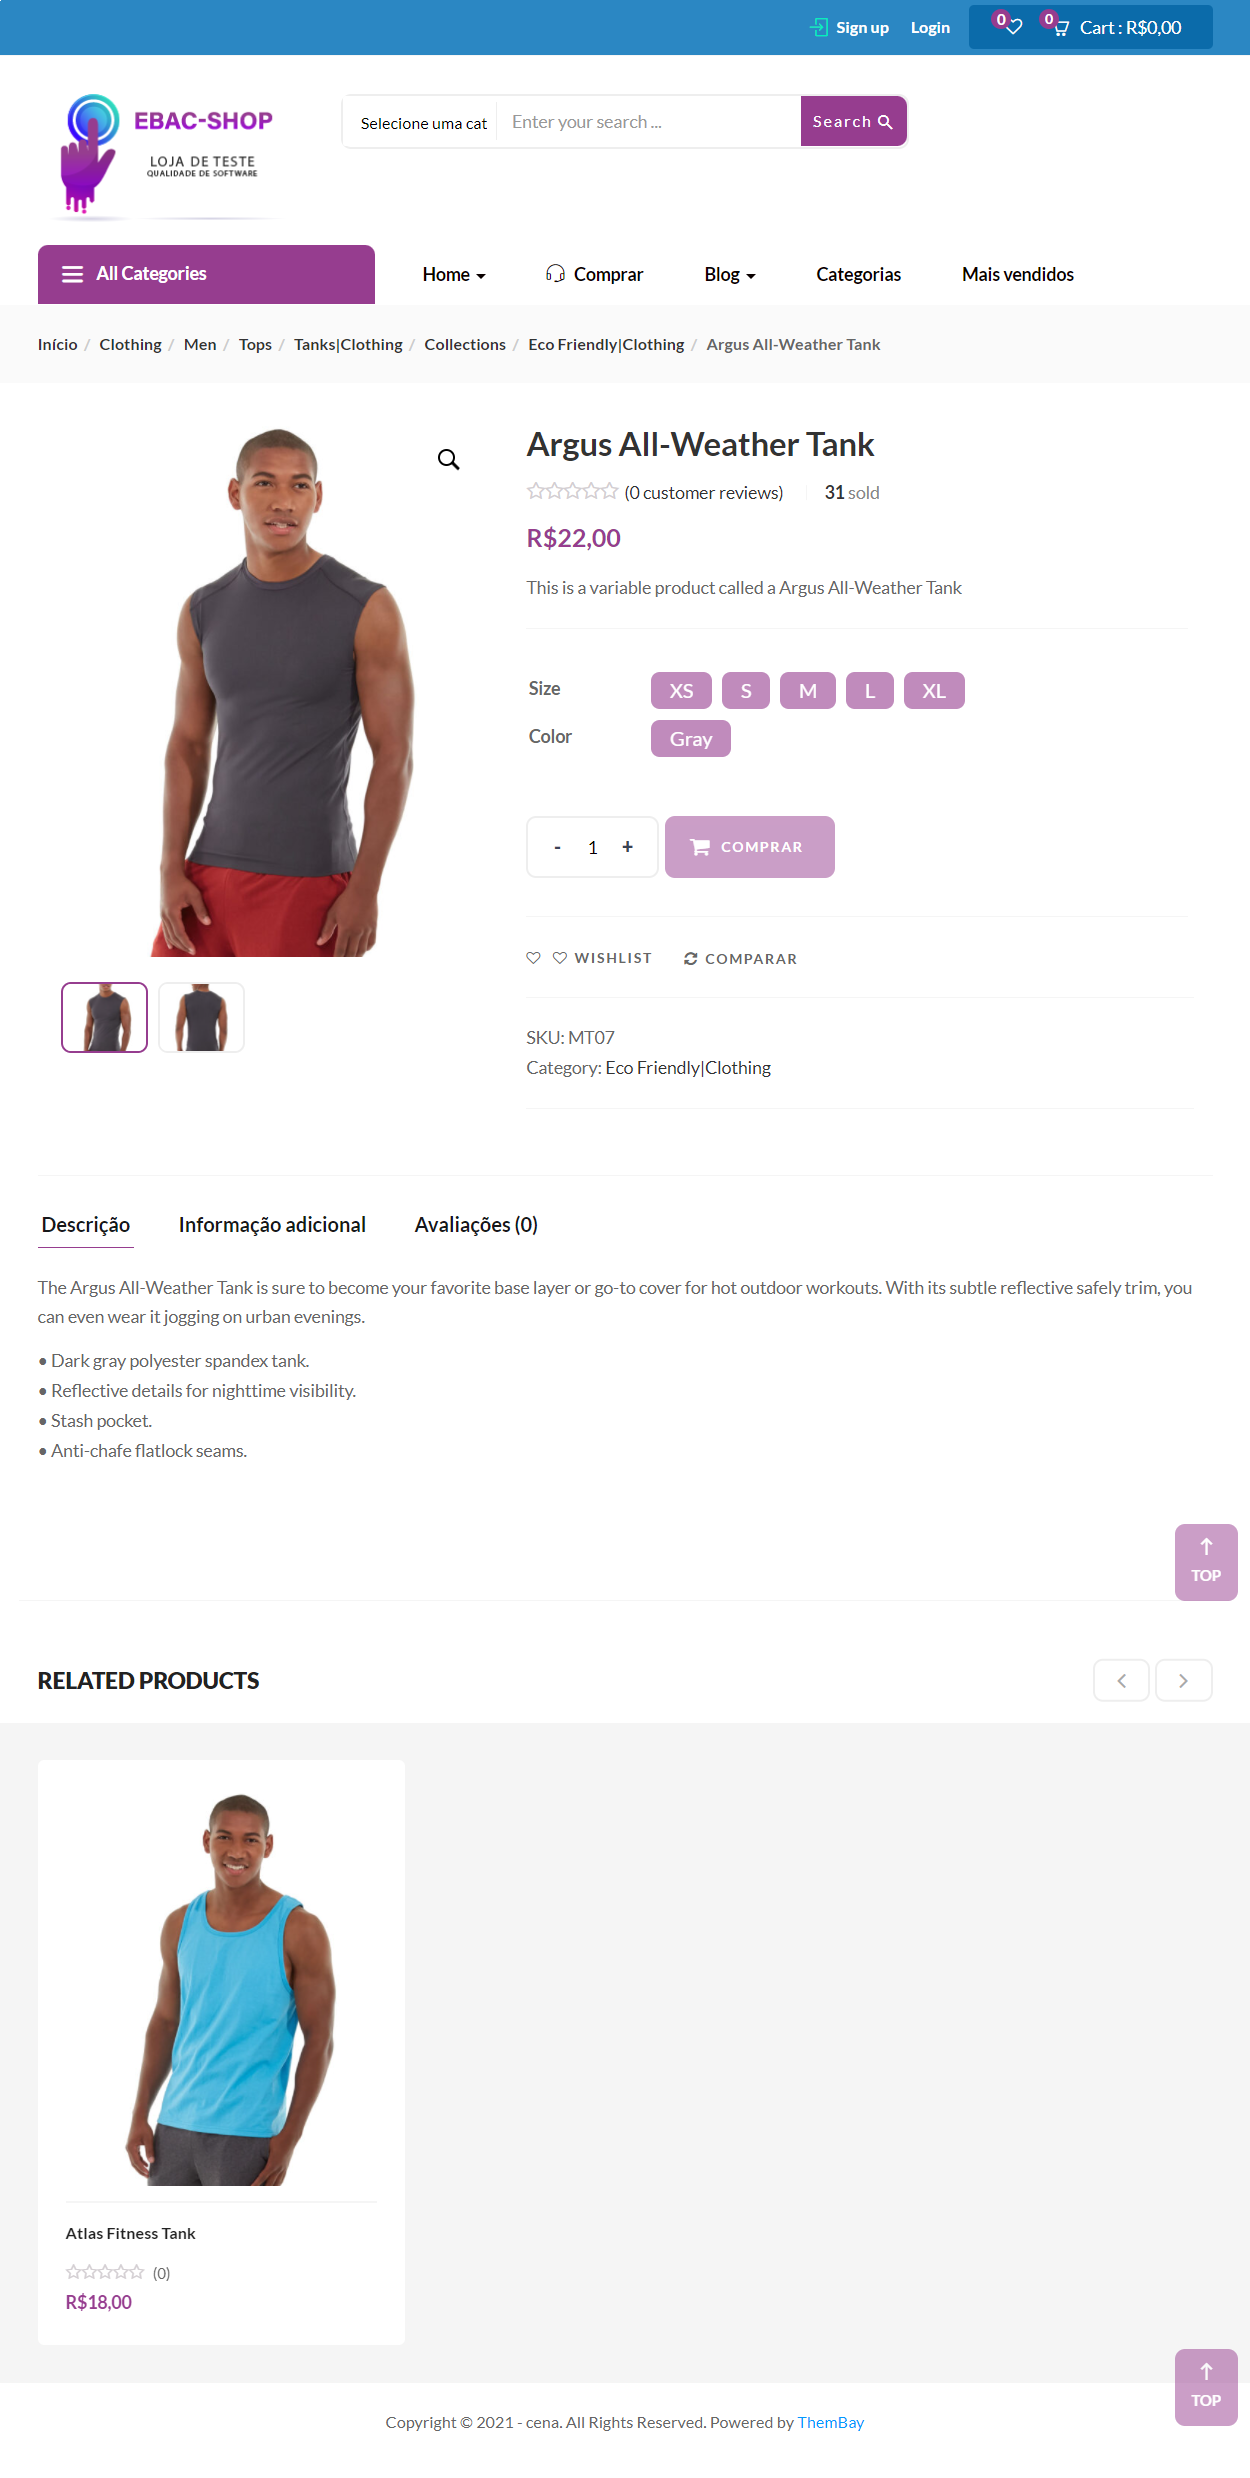 Sign up Login 0 0 Cart : R$0,00
EBAC-SHOP
LOJA DE TESTE
QUALIDADE DE SOFTWARE
Selecione uma cat Enter your search ... Search
All Categories Home Comprar Blog Categorias Mais vendidos
Início / Clothing / Men / Tops / Tanks|Clothing / Collections / Eco Friendly|Clothing / Argus All-Weather Tank
Argus All-Weather Tank
(0 customer reviews) 31 sold
R$22,00
This is a variable product called a Argus All-Weather Tank
Size XS S M L XL
Color Gray
- 1 + COMPRAR
WISHLIST COMPARAR
SKU: MT07
Category: Eco Friendly|Clothing
Descrição Informação adicional Avaliações (0)
The Argus All-Weather Tank is sure to become your favorite base layer or go-to cover for hot outdoor workouts. With its subtle reflective safely trim, you
can even wear it jogging on urban evenings.
• Dark gray polyester spandex tank.
• Reflective details for nighttime visibility.
• Stash pocket.
• Anti-chafe flatlock seams.
TOP
RELATED PRODUCTS
Atlas Fitness Tank
(0)
R$18,00
TOP
Copyright © 2021 - cena. All Rights Reserved. Powered by ThemBay